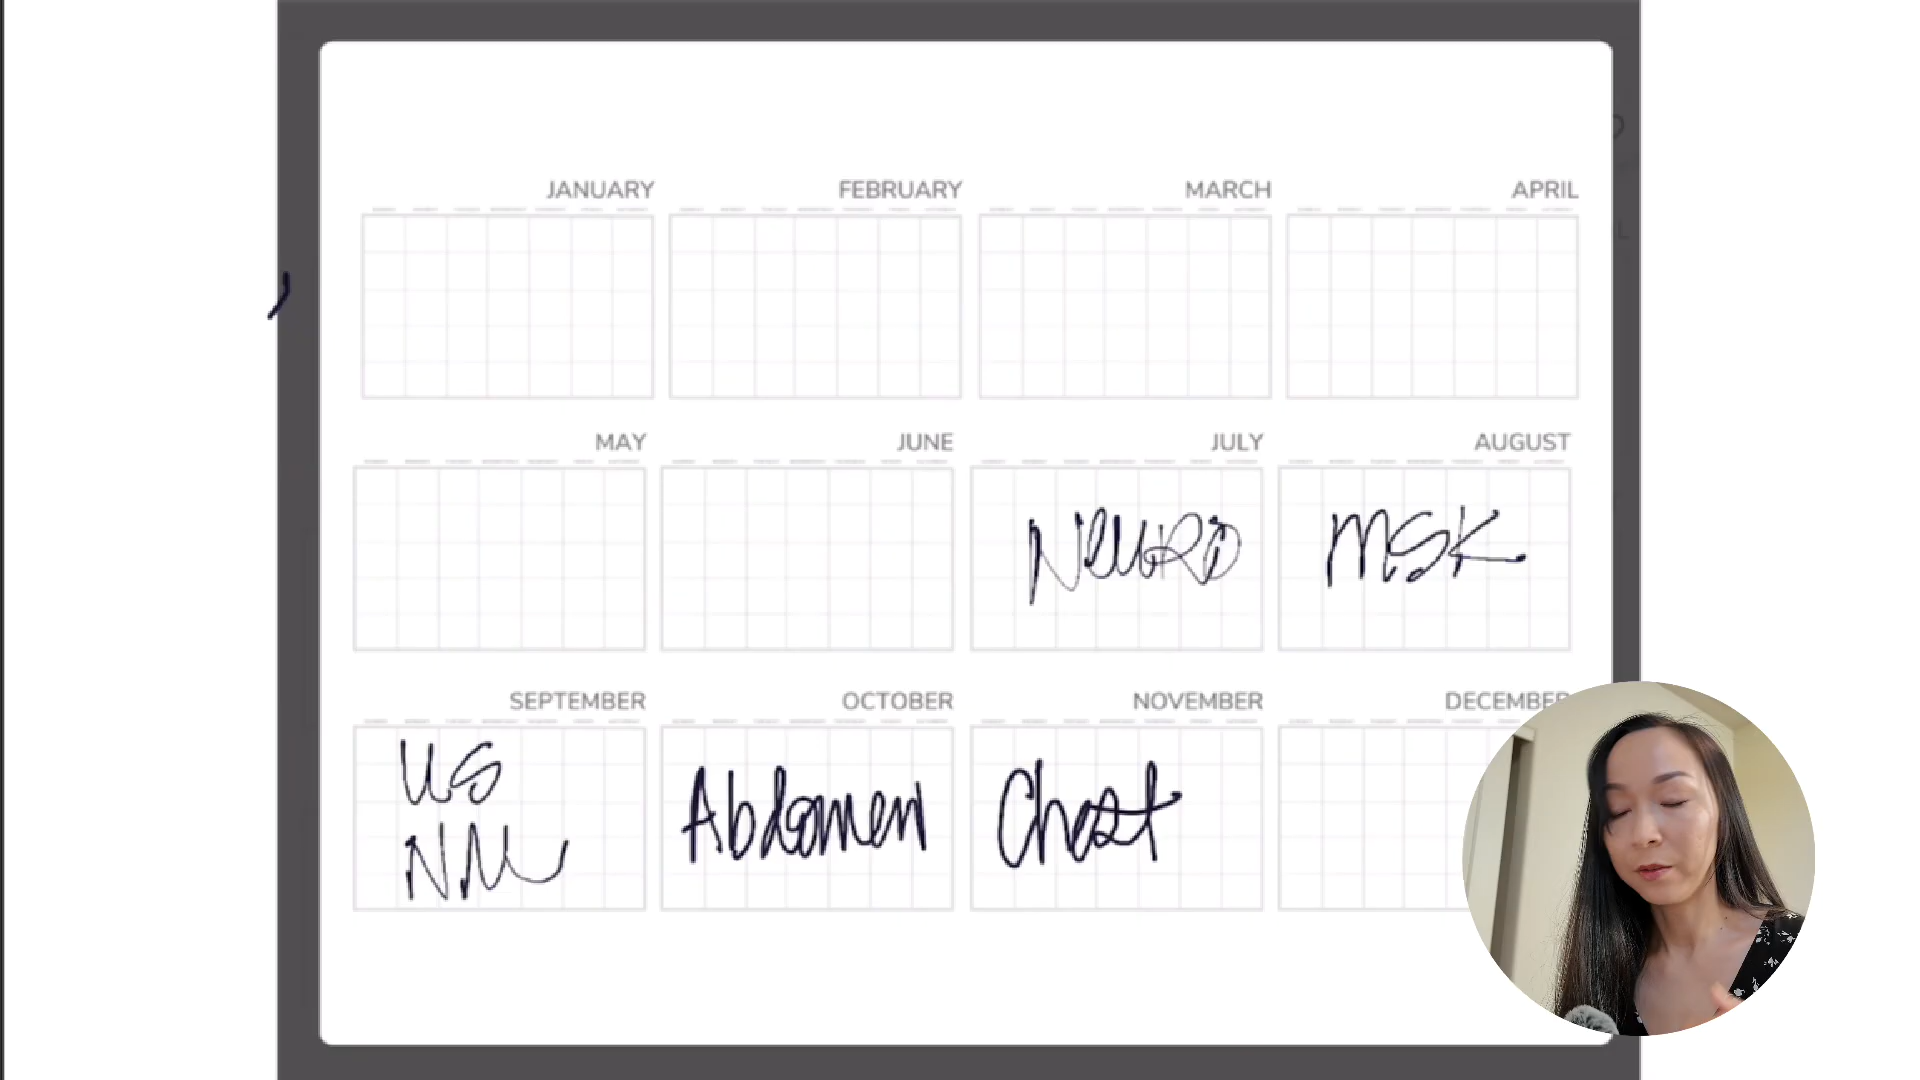 JANUARY FEBRUARY MARCH APRIL
MAY JUNE JULY AUGUST
NEURO MSK
SEPTEMBER OCTOBER NOVEMBER DECEMBER
US
NM
Abdomen Chest